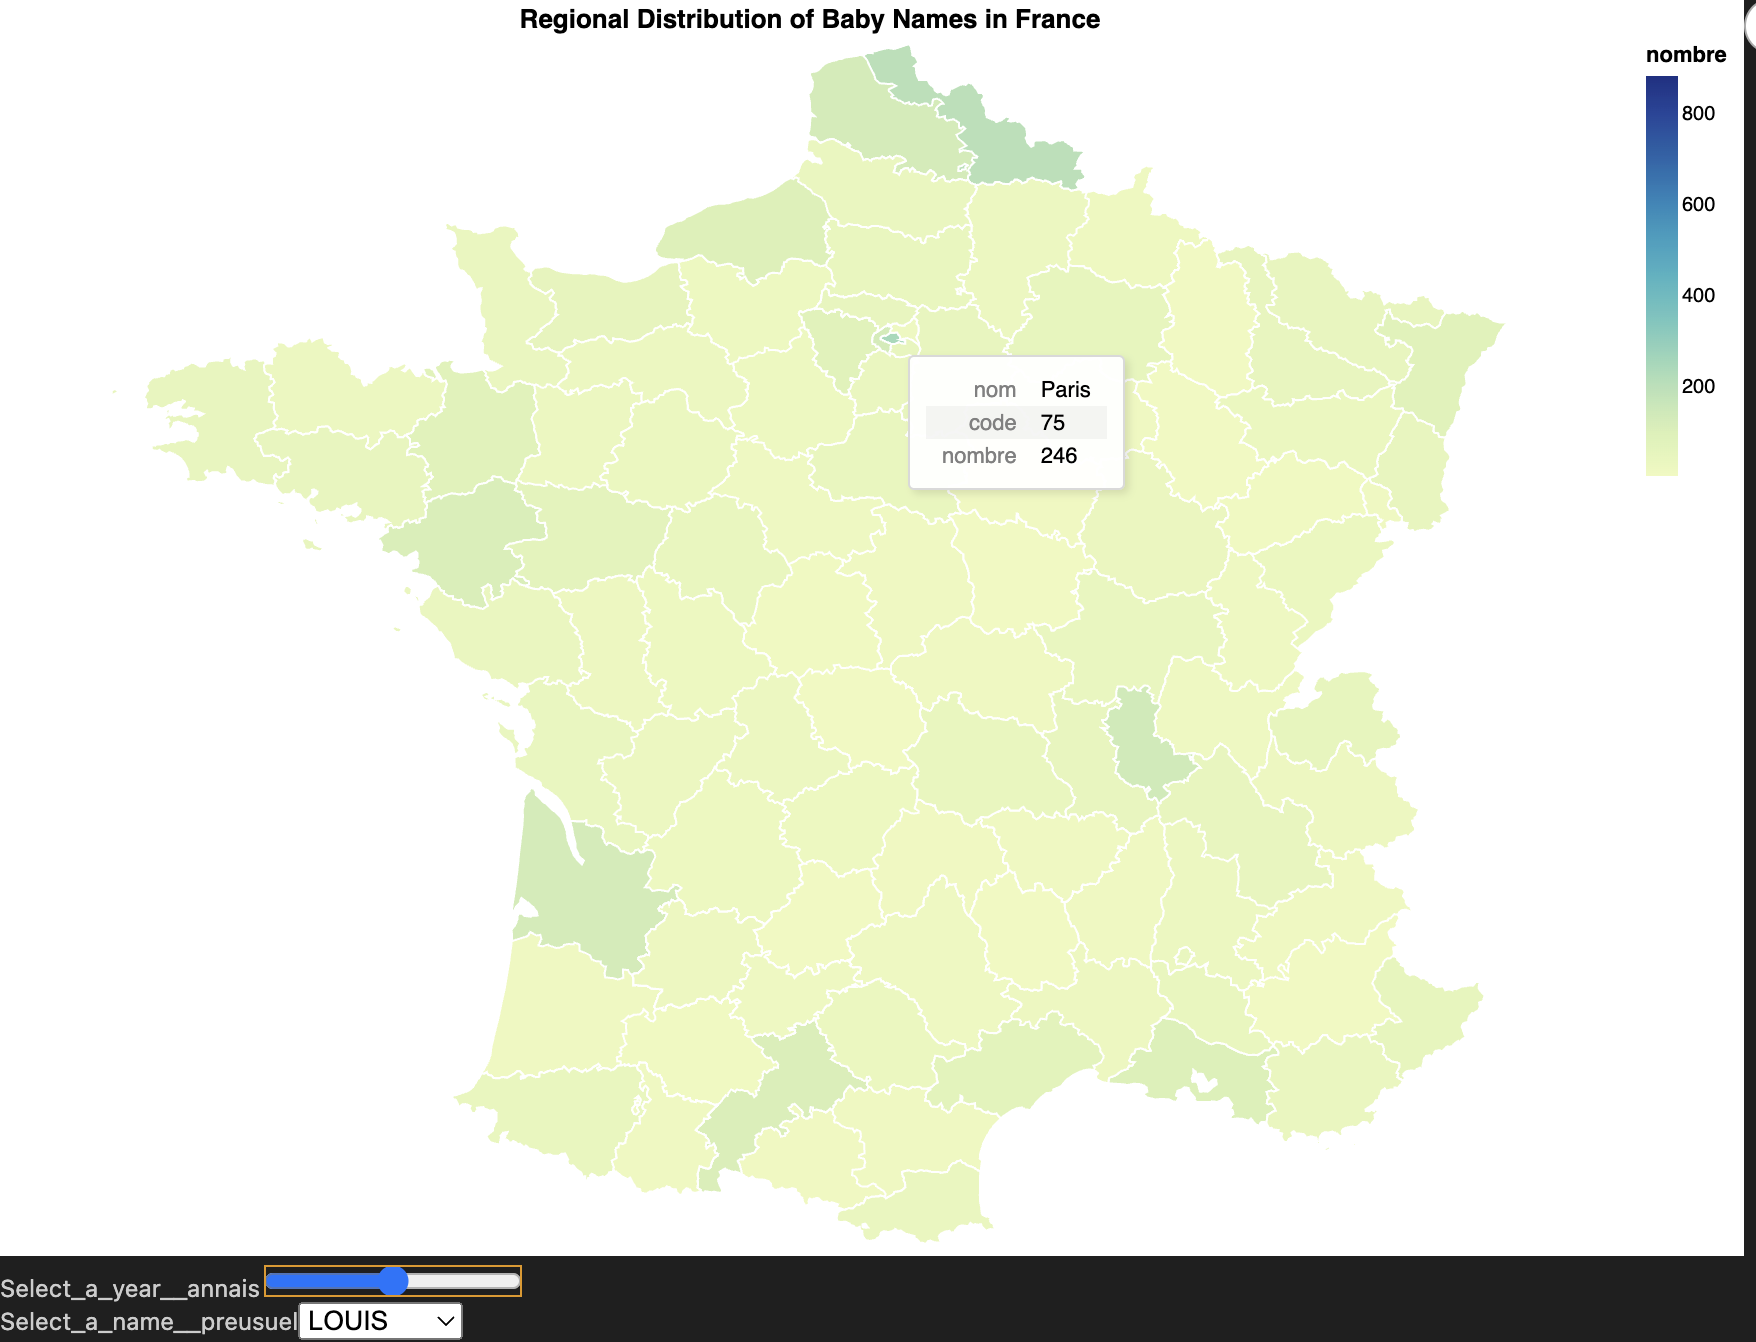 Regional Distribution of Baby Names in France
nombre
800
600
400
200
nom Paris
code 75
nombre 246
Select_a_year__annais
Select_a_name__preusuel LOUIS